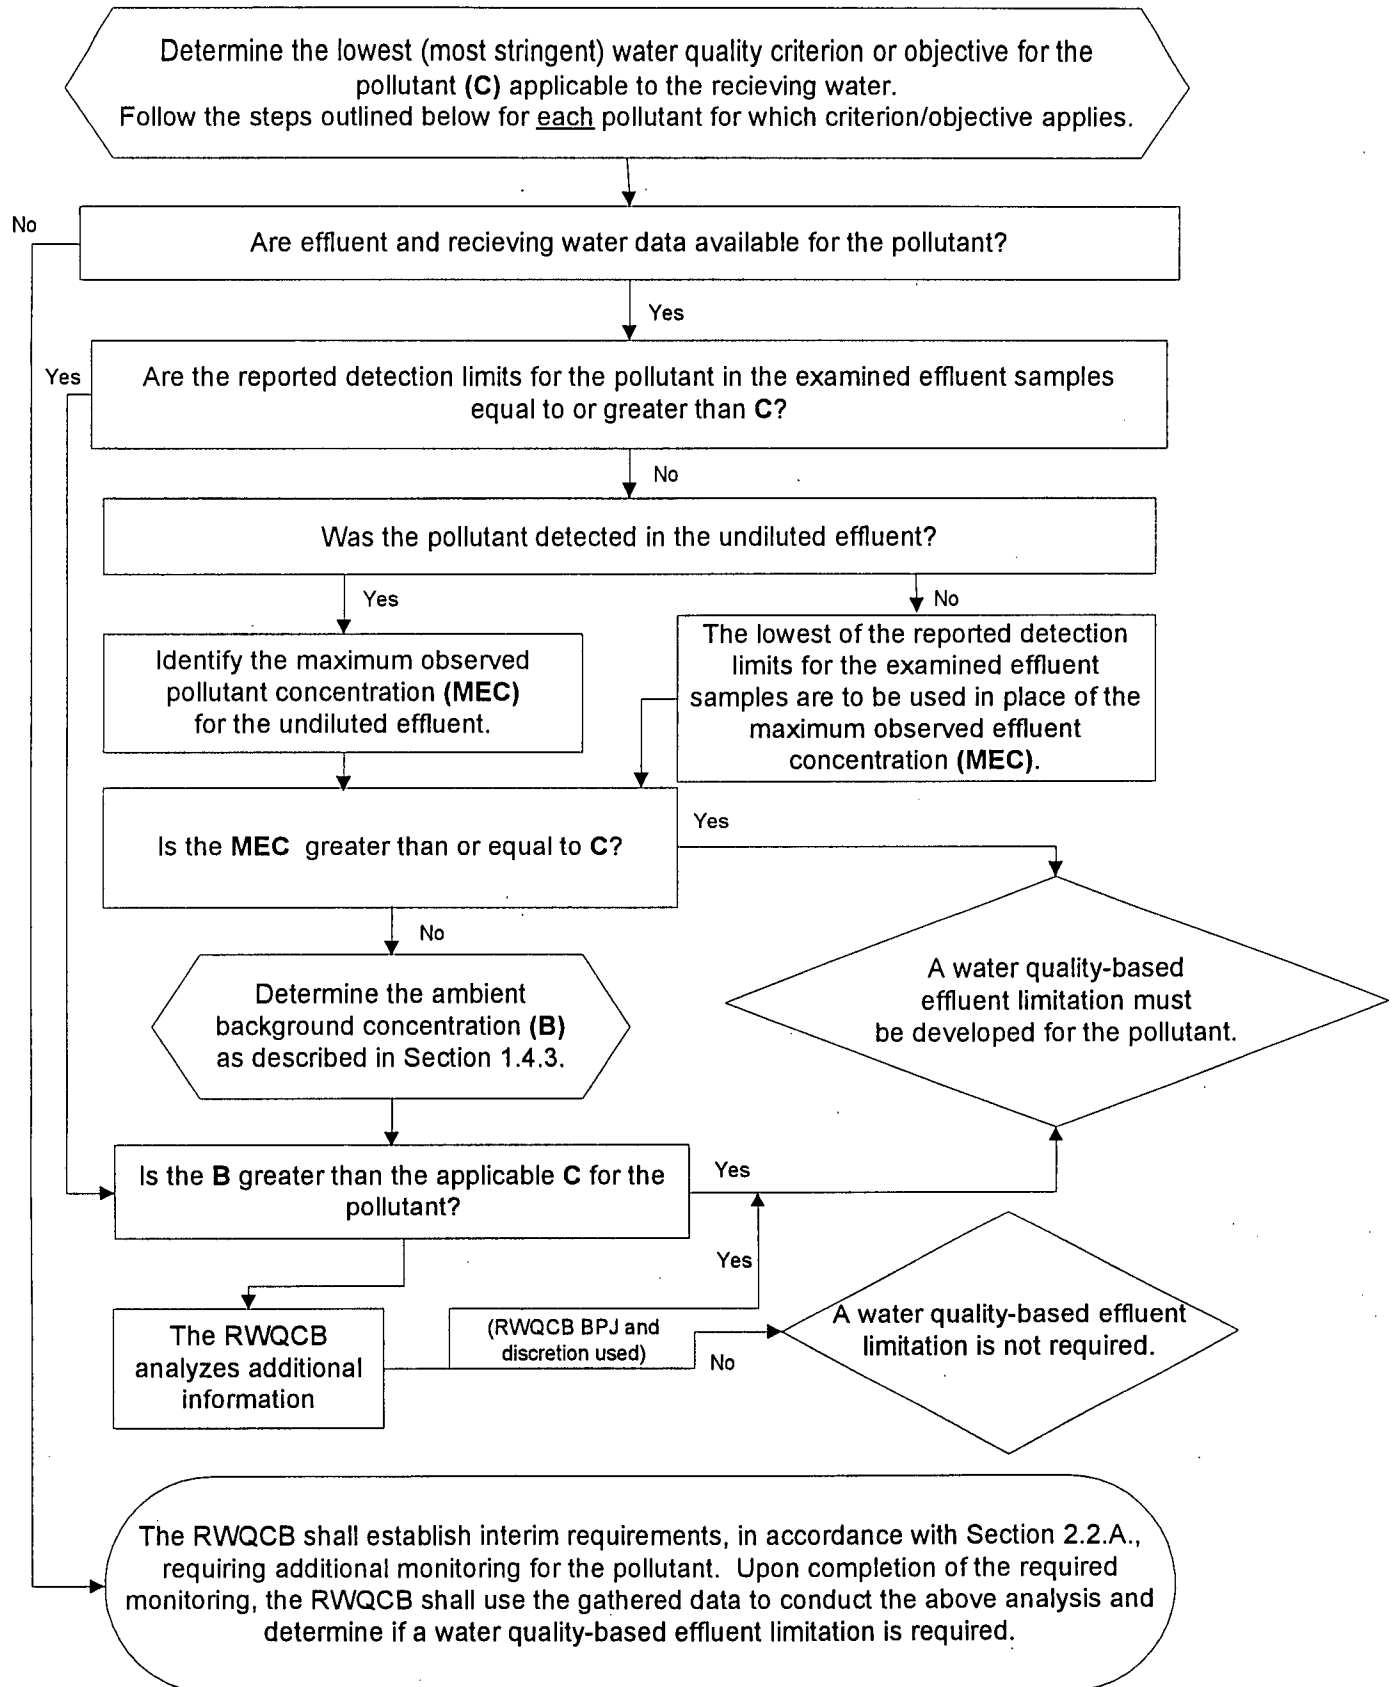 Determine the lowest (most stringent) water quality criterion or objective for the
pollutant (C) applicable to the recieving water.
Follow the steps outlined below for each pollutant for which criterion/objective applies.
No
Are effluent and recieving water data available for the pollutant?
Yes
Yes
Are the reported detection limits for the pollutant in the examined effluent samples
equal to or greater than C?
No
Was the pollutant detected in the undiluted effluent?
Yes
No
Identify the maximum observed
pollutant concentration (MEC)
for the undiluted effluent.
The lowest of the reported detection
limits for the examined effluent
samples are to be used in place of the
maximum observed effluent
concentration (MEC).
Is the MEC greater than or equal to C?
Yes
No
A water quality-based
effluent limitation must
be developed for the pollutant.
Determine the ambient
background concentration (B)
as described in Section 1.4.3.
Is the B greater than the applicable C for the
pollutant?
Yes
Yes
The RWQCB
analyzes additional
information
(RWQCB BPJ and
discretion used)
No
A water quality-based effluent
limitation is not required.
The RWQCB shall establish interim requirements, in accordance with Section 2.2.A.,
requiring additional monitoring for the pollutant. Upon completion of the required
monitoring, the RWQCB shall use the gathered data to conduct the above analysis and
determine if a water quality-based effluent limitation is required.